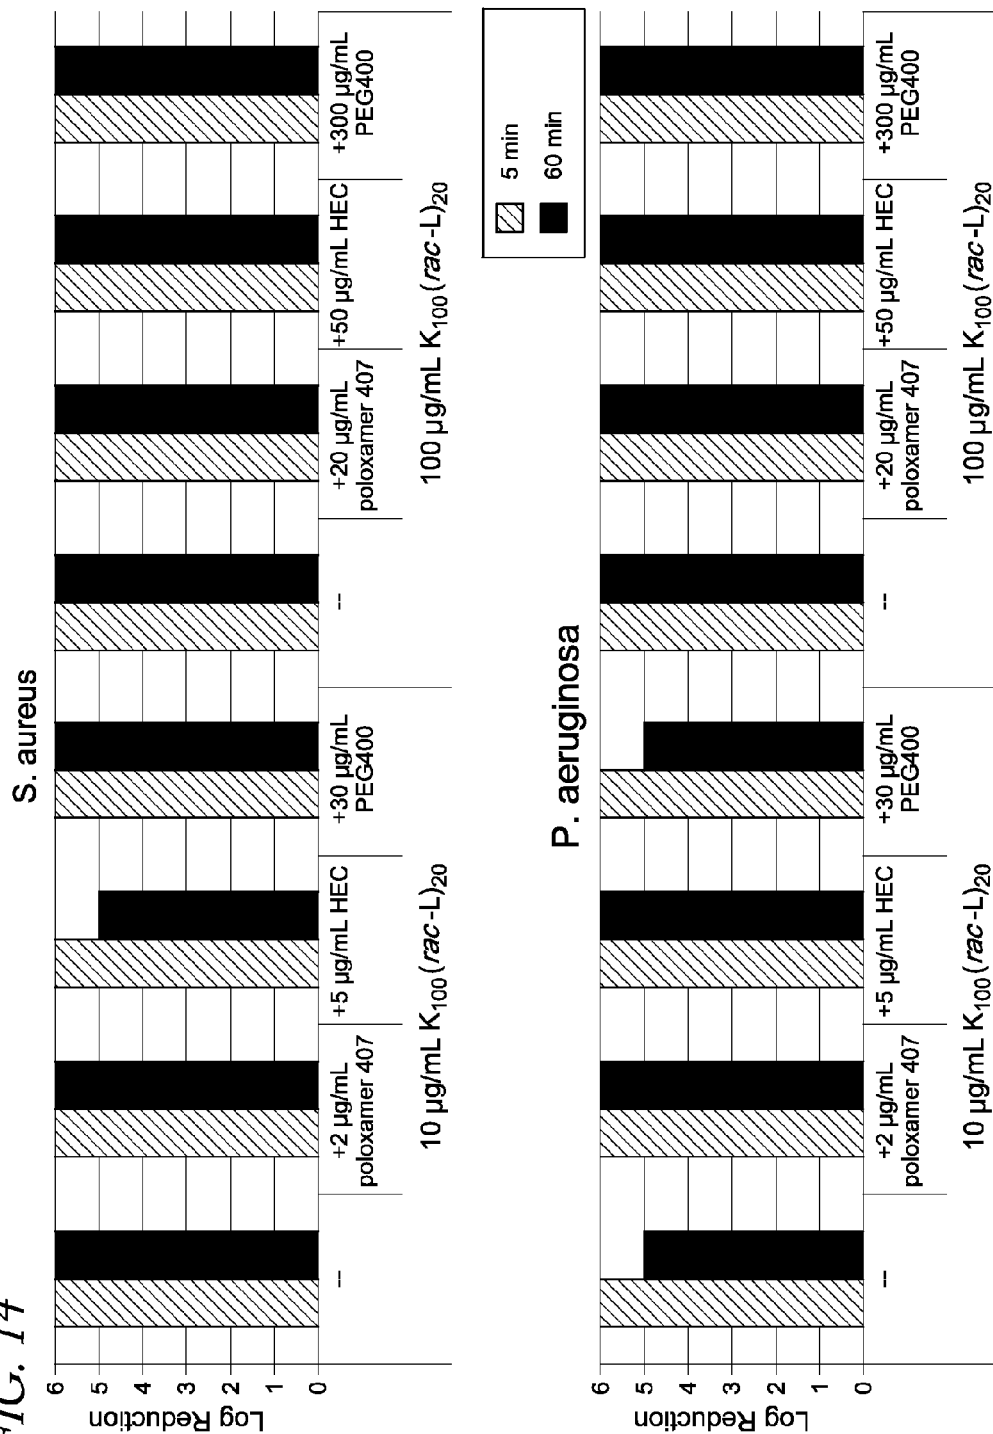 FIG. 14
S. aureus
Log Reduction
6
5
4
3
2
1
0
--
+2 µg/mL
poloxamer 407
+5 µg/mL HEC
+30 µg/mL
PEG400
--
+20 µg/mL
poloxamer 407
+50 µg/mL HEC
+300 µg/mL
PEG400
10 µg/mL K100(rac-L)20
100 µg/mL K100(rac-L)20
5 min
60 min
P. aeruginosa
Log Reduction
6
5
4
3
2
1
0
--
+2 µg/mL
poloxamer 407
+5 µg/mL HEC
+30 µg/mL
PEG400
--
+20 µg/mL
poloxamer 407
+50 µg/mL HEC
+300 µg/mL
PEG400
10 µg/mL K100(rac-L)20
100 µg/mL K100(rac-L)20